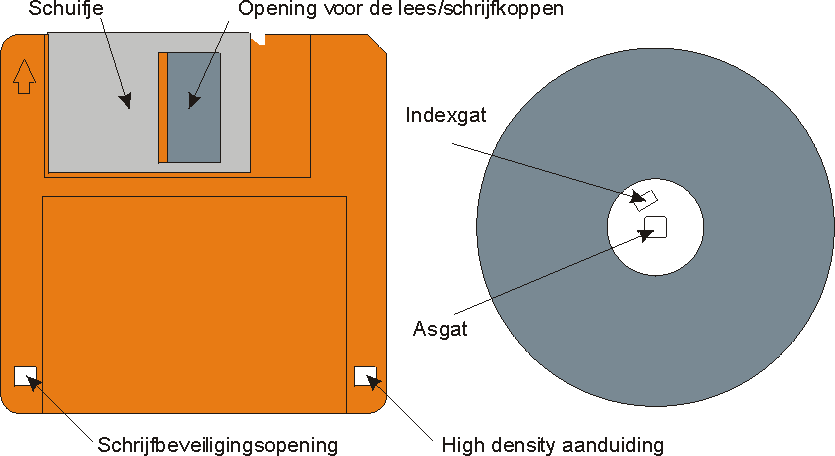 Schuifje
Opening voor de lees/schrijfkoppen
Indexgat
Asgat
Schrijfbeveiligingsopening
High density aanduiding